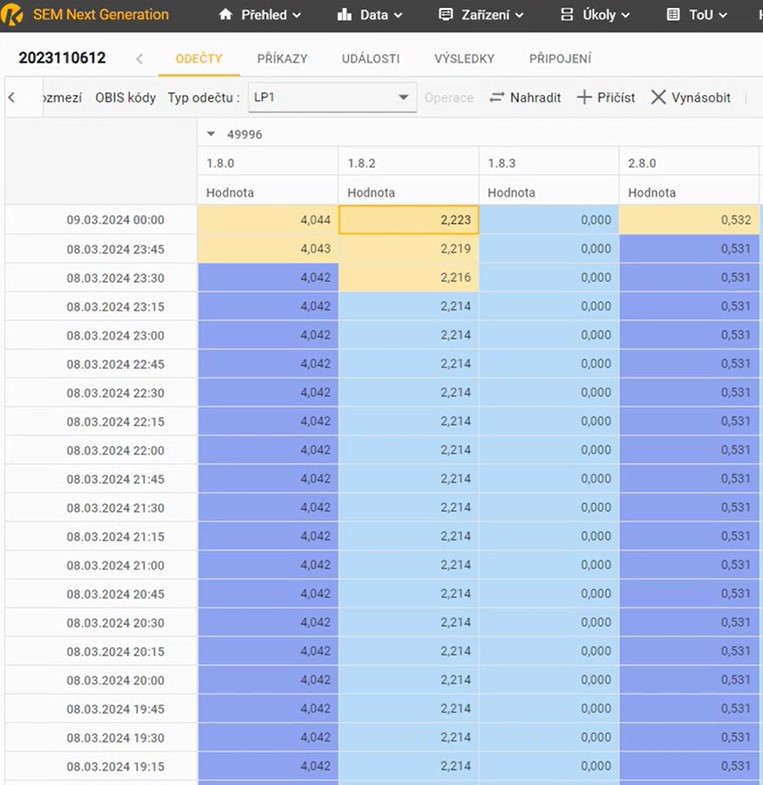 SEM Next Generation Přehled Data Zařízení Úkoly ToU
2023110612 ODEČTY PŘÍKAZY UDÁLOSTI VÝSLEDKY PŘIPOJENÍ
OBIS kódy Typ odečtu : LP1 Operace Nahradit Přičíst Vynásobit
49996
1.8.0 1.8.2 1.8.3 2.8.0
Hodnota Hodnota Hodnota Hodnota
09.03.2024 00:00 4,044 2,223 0,000 0,532
08.03.2024 23:45 4,043 2,219 0,000 0,531
08.03.2024 23:30 4,042 2,216 0,000 0,531
08.03.2024 23:15 4,042 2,214 0,000 0,531
08.03.2024 23:00 4,042 2,214 0,000 0,531
08.03.2024 22:45 4,042 2,214 0,000 0,531
08.03.2024 22:30 4,042 2,214 0,000 0,531
08.03.2024 22:15 4,042 2,214 0,000 0,531
08.03.2024 22:00 4,042 2,214 0,000 0,531
08.03.2024 21:45 4,042 2,214 0,000 0,531
08.03.2024 21:30 4,042 2,214 0,000 0,531
08.03.2024 21:15 4,042 2,214 0,000 0,531
08.03.2024 21:00 4,042 2,214 0,000 0,531
08.03.2024 20:45 4,042 2,214 0,000 0,531
08.03.2024 20:30 4,042 2,214 0,000 0,531
08.03.2024 20:15 4,042 2,214 0,000 0,531
08.03.2024 20:00 4,042 2,214 0,000 0,531
08.03.2024 19:45 4,042 2,214 0,000 0,531
08.03.2024 19:30 4,042 2,214 0,000 0,531
08.03.2024 19:15 4,042 2,214 0,000 0,531